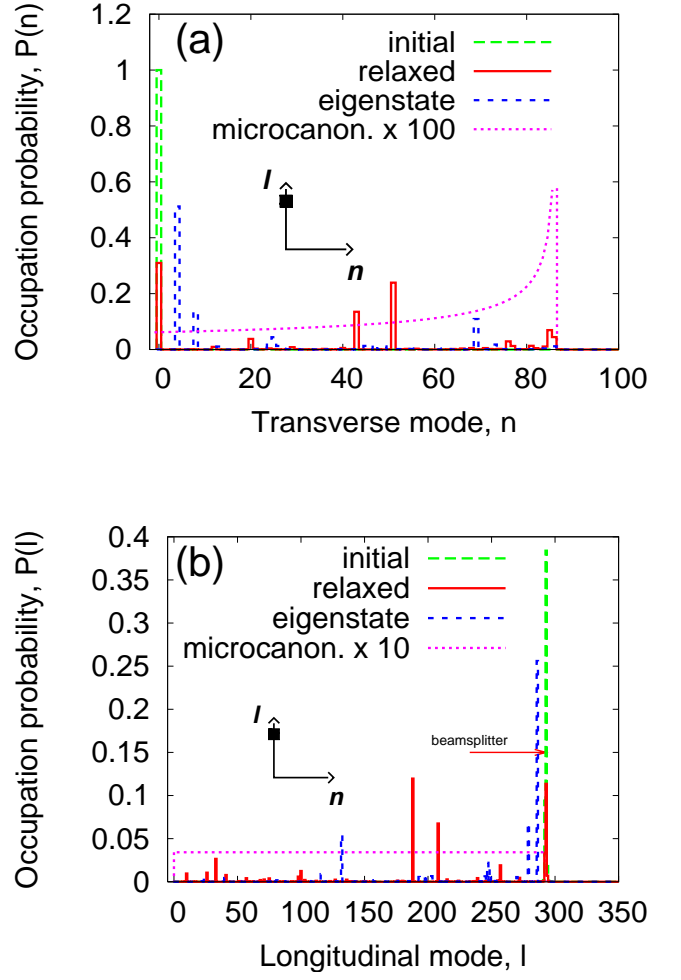 (a)
initial
relaxed
eigenstate
microcanon. x 100
l
n
Occupation probability, P(n)
1.2
1
0.8
0.6
0.4
0.2
0
0 20 40 60 80 100
Transverse mode, n
(b)
initial
relaxed
eigenstate
microcanon. x 10
beamsplitter
l
n
Occupation probability, P(l)
0.4
0.35
0.3
0.25
0.2
0.15
0.1
0.05
0
0 50 100 150 200 250 300 350
Longitudinal mode, l